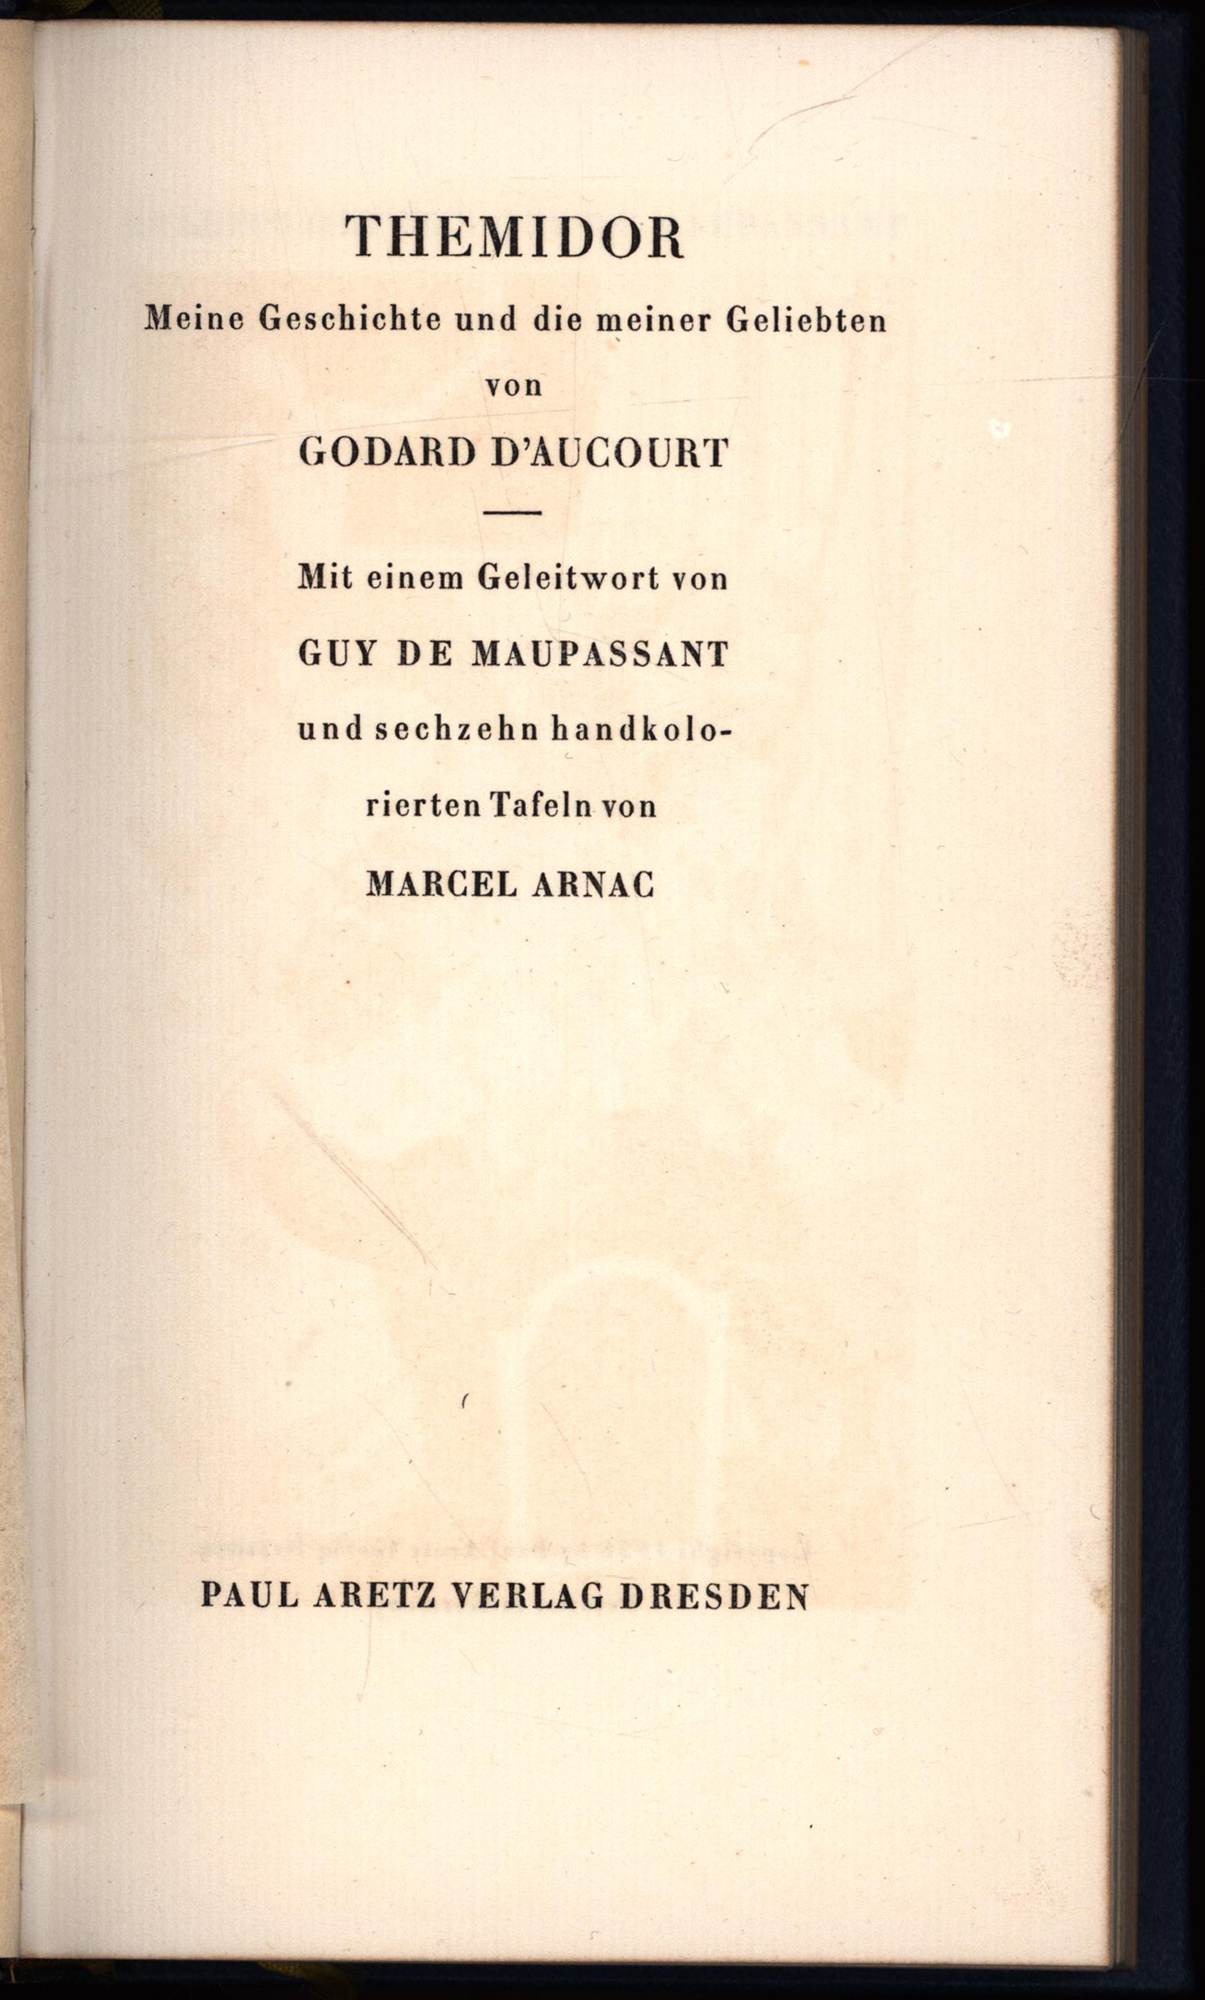 THEMIDOR
Meine Geschichte und die meiner Geliebten
von
GODARD D'AUCOURT
Mit einem Geleitwort von
GUY DE MAUPASSANT
und sechzehn handkolo-
rierten Tafeln von
MARCEL ARNAC
PAUL ARETZ VERLAG DRESDEN